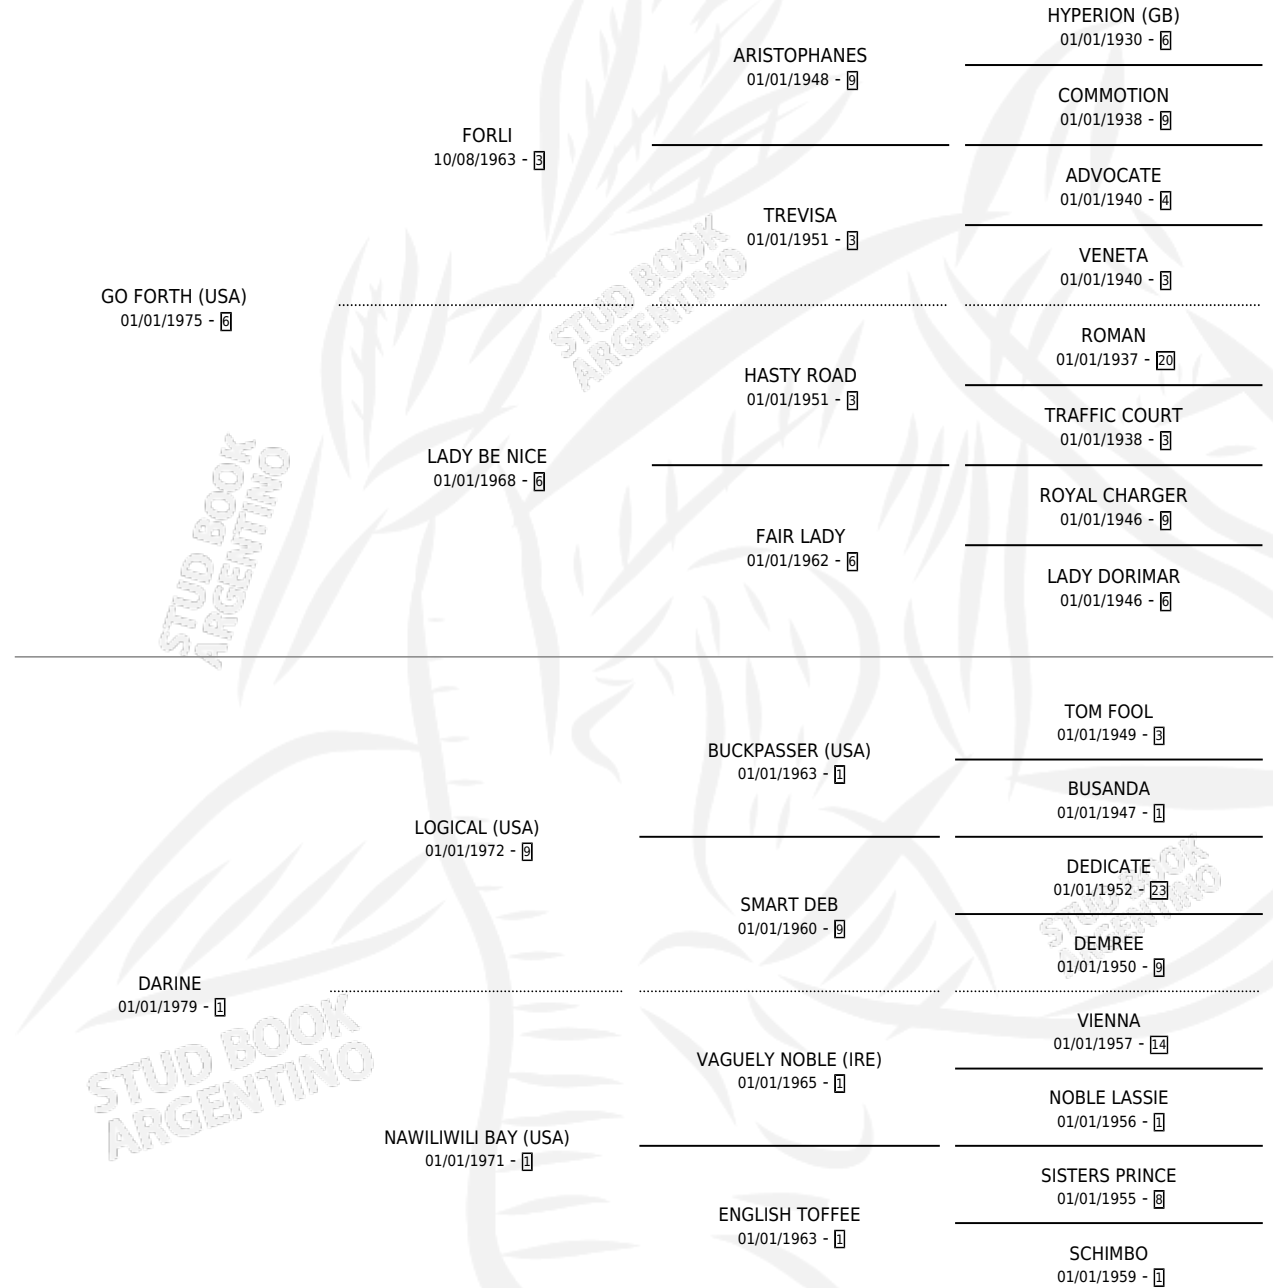 HYPERION (GB)
01/01/1930 - 6
ARISTOPHANES
01/01/1948 - 9
COMMOTION
01/01/1938 - 9
FORLI
10/08/1963 - 3
ADVOCATE
01/01/1940 - 4
TREVISA
01/01/1951 - 3
VENETA
01/01/1940 - 3
GO FORTH (USA)
01/01/1975 - 6
ROMAN
01/01/1937 - 20
HASTY ROAD
01/01/1951 - 3
TRAFFIC COURT
01/01/1938 - 3
LADY BE NICE
01/01/1968 - 6
ROYAL CHARGER
01/01/1946 - 9
FAIR LADY
01/01/1962 - 6
LADY DORIMAR
01/01/1946 - 6
TOM FOOL
01/01/1949 - 3
BUCKPASSER (USA)
01/01/1963 - 1
BUSANDA
01/01/1947 - 1
LOGICAL (USA)
01/01/1972 - 9
DEDICATE
01/01/1952 - 23
SMART DEB
01/01/1960 - 9
DEMREE
01/01/1950 - 9
DARINE
01/01/1979 - 1
VIENNA
01/01/1957 - 14
VAGUELY NOBLE (IRE)
01/01/1965 - 1
NOBLE LASSIE
01/01/1956 - 1
NAWILIWILI BAY (USA)
01/01/1971 - 1
SISTERS PRINCE
01/01/1955 - 8
ENGLISH TOFFEE
01/01/1963 - 1
SCHIMBO
01/01/1959 - 1
STUD BOOK
ARGENTINO
STUD BOOK
ARGENTINO
STUD BOOK
ARGENTINO
STUD BOOK
ARGENTINO